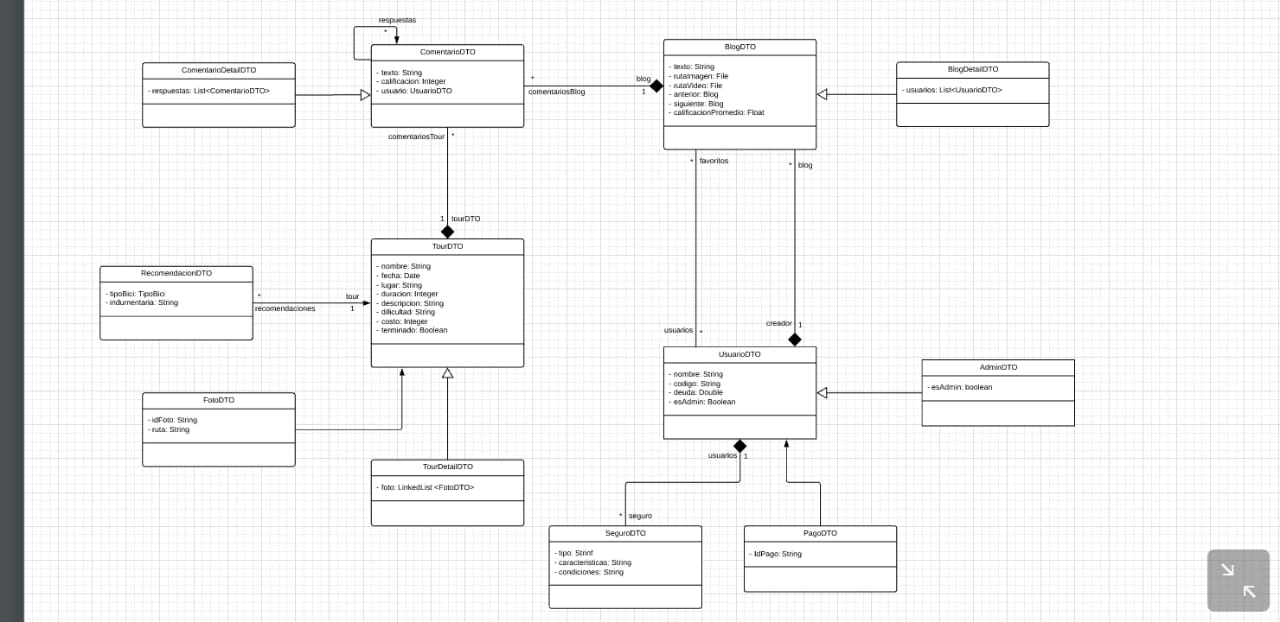 respuestas
*
ComentarioDTO
- texto: String
- calificacion: Integer
- usuario: UsuarioDTO
ComentarioDetailDTO
- respuestas: List<ComentarioDTO>
*
comentariosBlog
blog
1
BlogDTO
- texto: String
- rutaImagen: File
- rutaVideo: File
- anterior: Blog
- siguiente: Blog
- calificacionPromedio: Float
BlogDetailDTO
- usuarios: List<UsuarioDTO>
comentariosTour *
1 tourDTO
* favoritos
* blog
TourDTO
- nombre: String
- fecha: Date
- lugar: String
- duracion: Integer
- descripcion: String
- dificultad: String
- costo: Integer
- terminado: Boolean
RecomendacionDTO
- tipoBici: TipoBici
- indumentaria: String
*
recomendaciones
tour
1
usuarios *
creador 1
UsuarioDTO
- nombre: String
- codigo: String
- deuda: Double
- esAdmin: Boolean
AdminDTO
- esAdmin: boolean
FotoDTO
- idFoto: String
- ruta: String
TourDetailDTO
- foto: LinkedList <FotoDTO>
usuarios 1
* seguro
SeguroDTO
- tipo: Strinf
- caracteristicas: String
- condiciones: String
PagoDTO
- IdPago: String